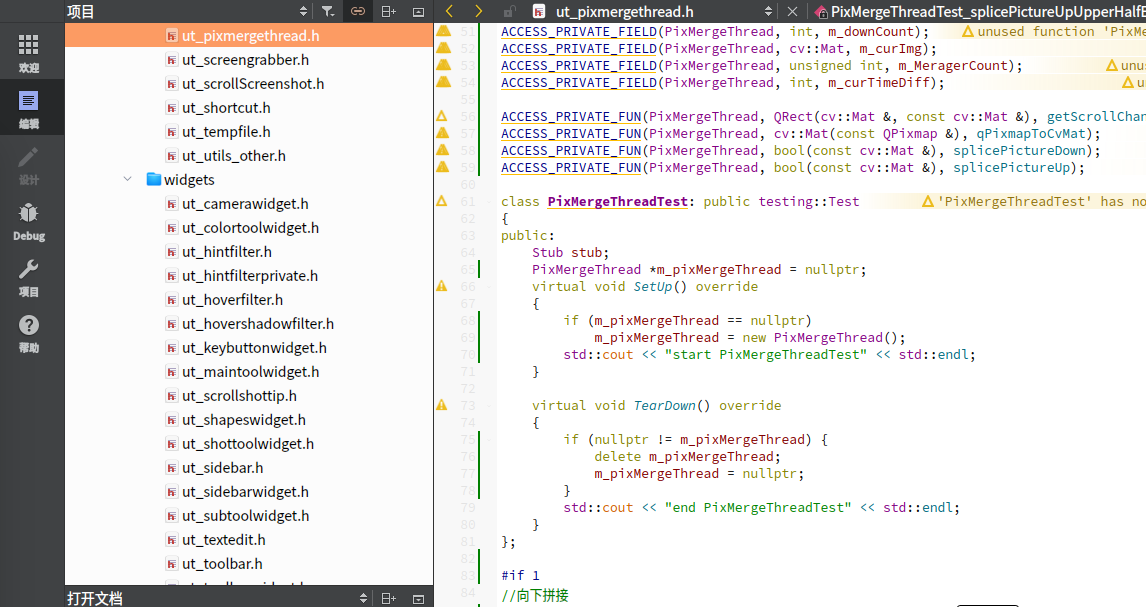 项目
ut_pixmergethread.h
PixMergeThreadTest_splicePictureUpUpperHalf
欢迎
编辑
设计
Debug
项目
帮助
ut_pixmergethread.h
ut_screengrabber.h
ut_scrollScreenshot.h
ut_shortcut.h
ut_tempfile.h
ut_utils_other.h
widgets
ut_camerawidget.h
ut_colortoolwidget.h
ut_hintfilter.h
ut_hintfilterprivate.h
ut_hoverfilter.h
ut_hovershadowfilter.h
ut_keybuttonwidget.h
ut_maintoolwidget.h
ut_scrollshottip.h
ut_shapeswidget.h
ut_shottoolwidget.h
ut_sidebar.h
ut_sidebarwidget.h
ut_subtoolwidget.h
ut_textedit.h
ut_toolbar.h
打开文档
51 ACCESS_PRIVATE_FIELD(PixMergeThread, int, m_downCount); unused function 'PixMe
52 ACCESS_PRIVATE_FIELD(PixMergeThread, cv::Mat, m_curImg);
53 ACCESS_PRIVATE_FIELD(PixMergeThread, unsigned int, m_MeragerCount); unu
54 ACCESS_PRIVATE_FIELD(PixMergeThread, int, m_curTimeDiff); u
55
56 ACCESS_PRIVATE_FUN(PixMergeThread, QRect(cv::Mat &, const cv::Mat &), getScrollChan
57 ACCESS_PRIVATE_FUN(PixMergeThread, cv::Mat(const QPixmap &), qPixmapToCvMat);
58 ACCESS_PRIVATE_FUN(PixMergeThread, bool(const cv::Mat &), splicePictureDown);
59 ACCESS_PRIVATE_FUN(PixMergeThread, bool(const cv::Mat &), splicePictureUp);
60
61 class PixMergeThreadTest: public testing::Test 'PixMergeThreadTest' has no
62 {
63 public:
64 Stub stub;
65 PixMergeThread *m_pixMergeThread = nullptr;
66 virtual void SetUp() override
67 {
68 if (m_pixMergeThread == nullptr)
69 m_pixMergeThread = new PixMergeThread();
70 std::cout << "start PixMergeThreadTest" << std::endl;
71 }
72
73 virtual void TearDown() override
74 {
75 if (nullptr != m_pixMergeThread) {
76 delete m_pixMergeThread;
77 m_pixMergeThread = nullptr;
78 }
79 std::cout << "end PixMergeThreadTest" << std::endl;
80 }
81 };
82
83 #if 1
84 //向下拼接